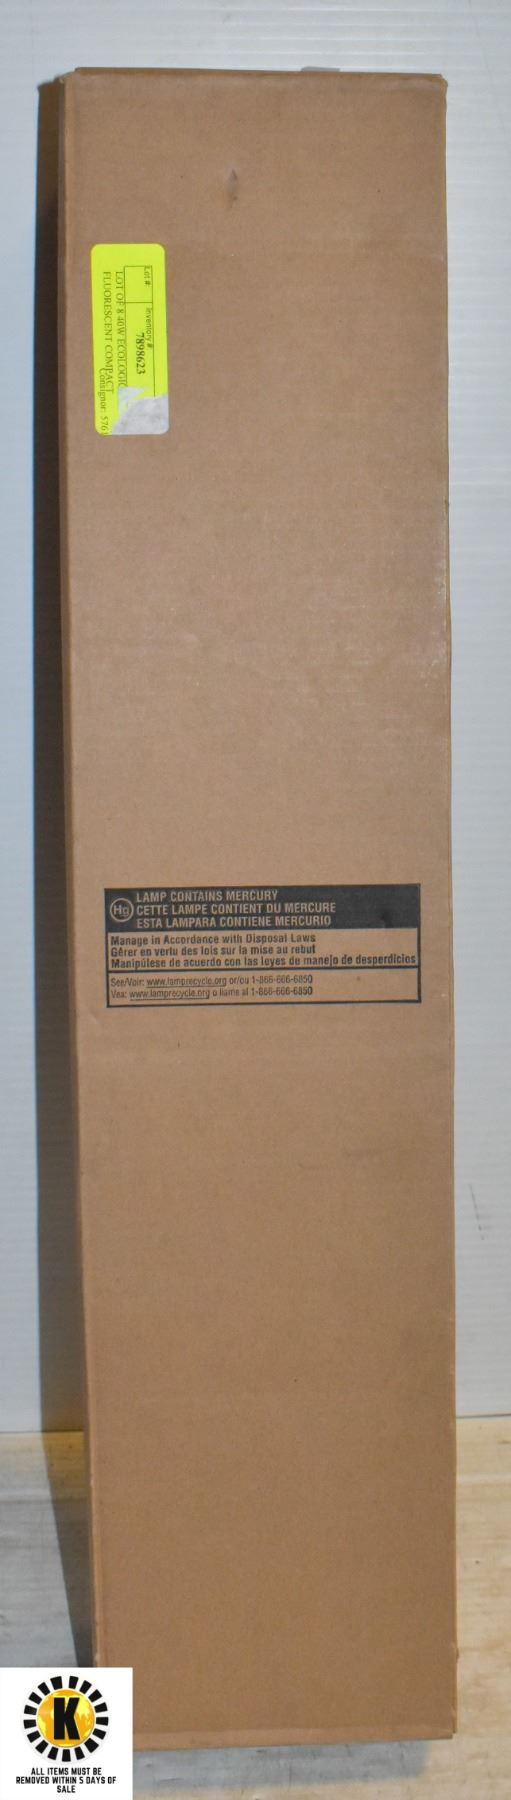 Lot #:
Inventory #
7898623
LOT OF 8 40W ECOLOGIC
FLUORESCENT COMPACT
Consignor: 5761
Hg
LAMP CONTAINS MERCURY
CETTE LAMPE CONTIENT DU MERCURE
ESTA LAMPARA CONTIENE MERCURIO
Manage in Accordance with Disposal Laws
Gérer en vertu des lois sur la mise au rebut
Manipúlese de acuerdo con las leyes de manejo de desperdicios
See/Voir: www.lamprecycle.org or/ou 1-866-666-6850
Vea: www.lamprecycle.org o llame al 1-866-666-6850
K
ALL ITEMS MUST BE
REMOVED WITHIN 5 DAYS OF
SALE